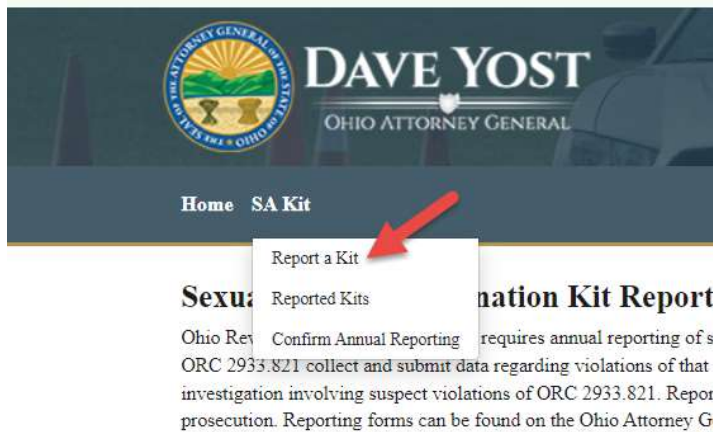 THE SEAL OF THE ATTORNEY GENERAL OF THE STATE OF OHIO
DAVE YOST
OHIO ATTORNEY GENERAL
Home SA Kit
Report a Kit
Reported Kits
Confirm Annual Reporting
Sexua nation Kit Report
Ohio Rev requires annual reporting of s
ORC 2933.821 collect and submit data regarding violations of that
investigation involving suspect violations of ORC 2933.821. Repor
prosecution. Reporting forms can be found on the Ohio Attorney G